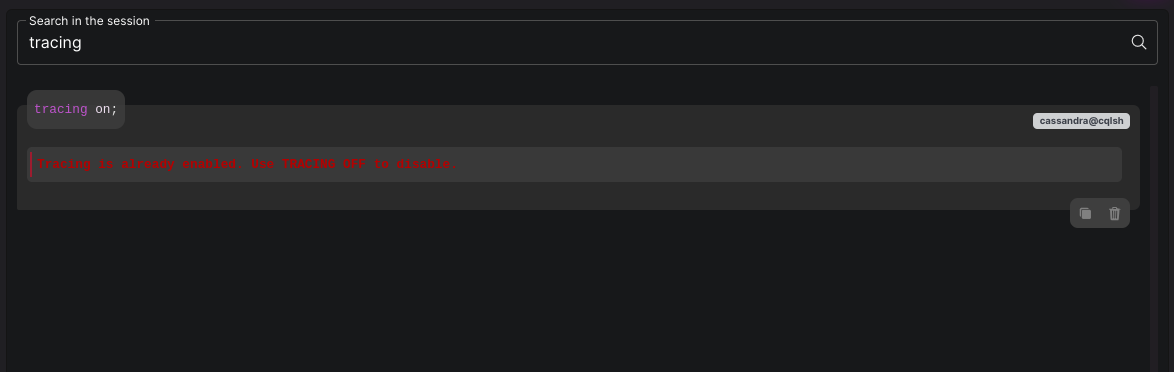 Search in the session
tracing
tracing on;
cassandra@cqlsh
Tracing is already enabled. Use TRACING OFF to disable.